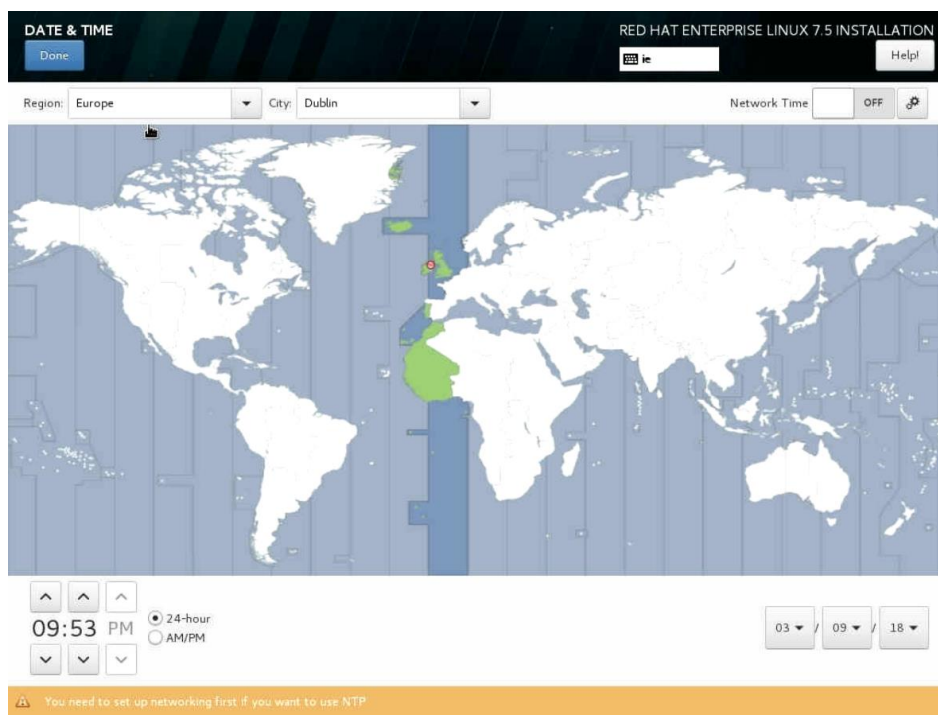 DATE & TIME
RED HAT ENTERPRISE LINUX 7.5 INSTALLATION
Done
ie
Help!
Region:
Europe
City:
Dublin
Network Time
OFF
09:53 PM
24-hour
AM/PM
03 / 09 / 18
You need to set up networking first if you want to use NTP